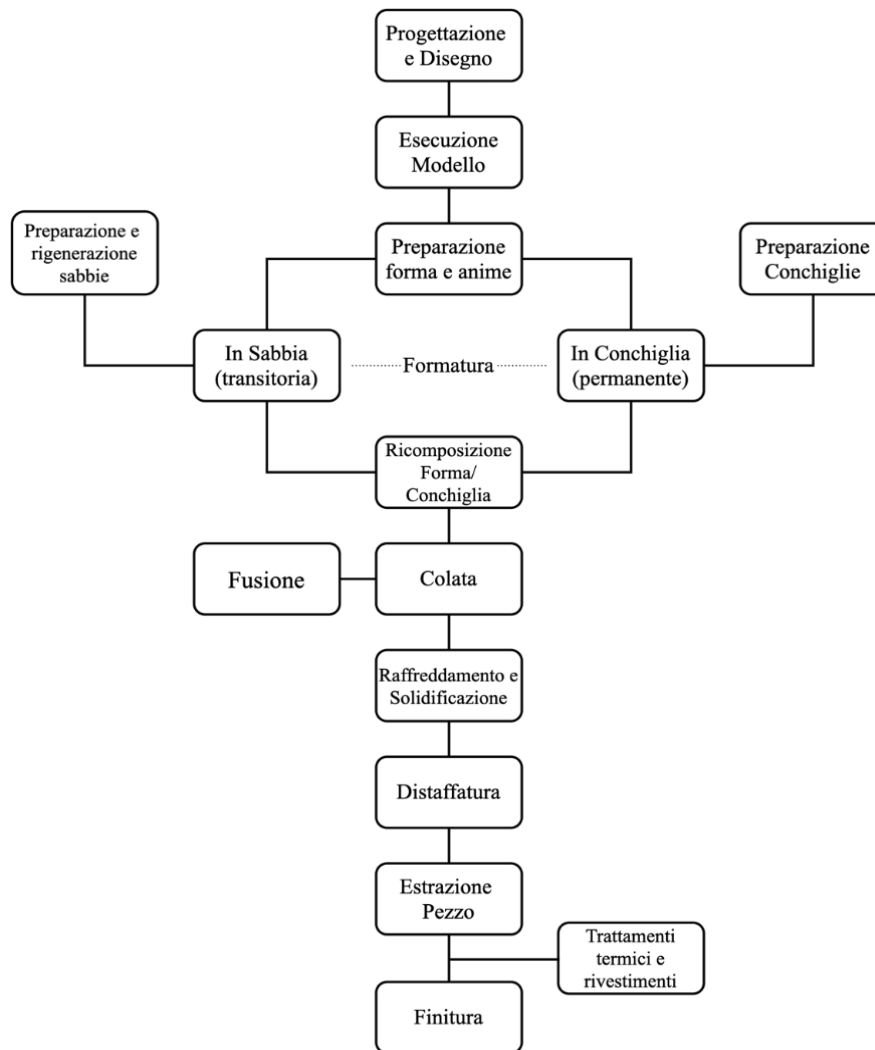 Progettazione
e Disegno
Esecuzione
Modello
Preparazione e
rigenerazione
sabbie
Preparazione
forma e anime
Preparazione
Conchiglie
In Sabbia
(transitoria)
Formatura
In Conchiglia
(permanente)
Ricomposizione
Forma/
Conchiglia
Fusione
Colata
Raffreddamento e
Solidificazione
Distaffatura
Estrazione
Pezzo
Trattamenti
termici e
rivestimenti
Finitura